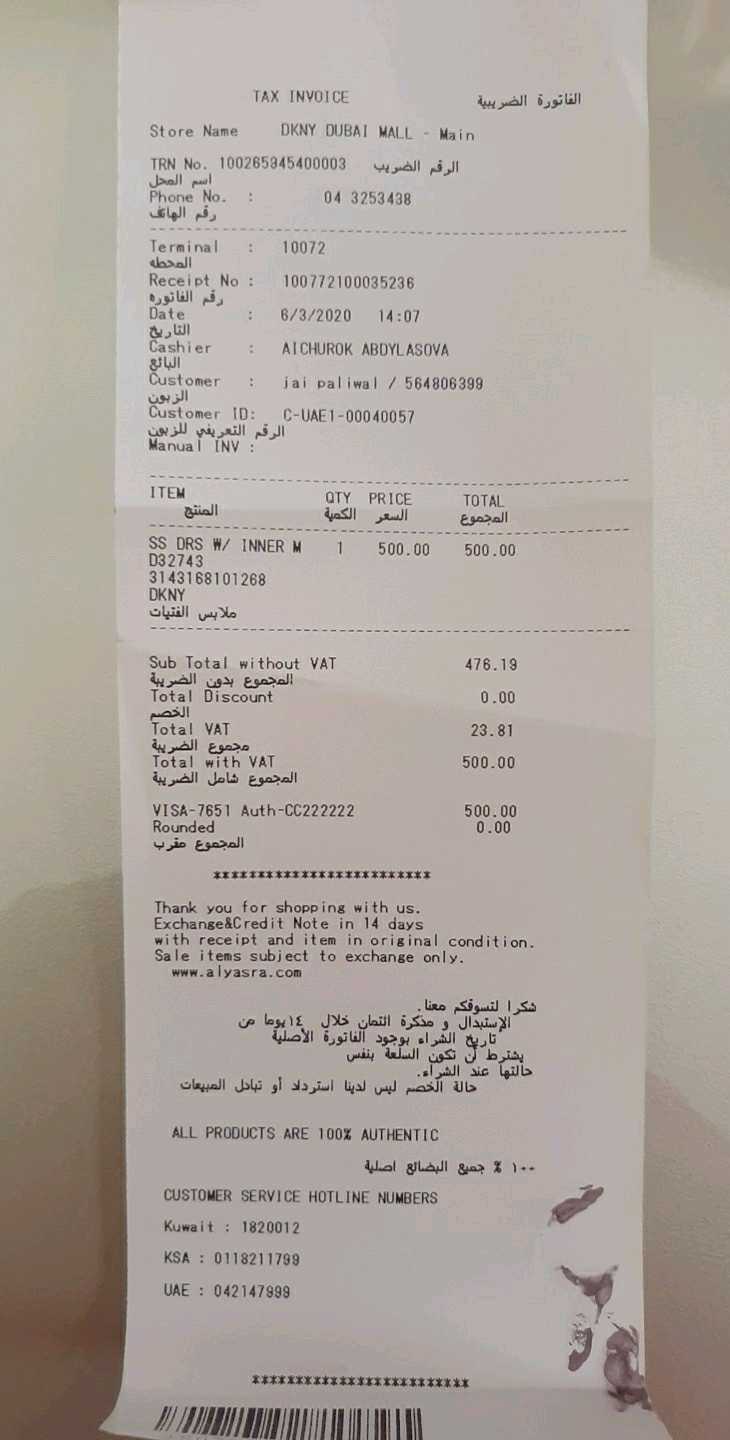 TAX INVOICE الفاتورة الضريبية
Store Name DKNY DUBAI MALL - Main
TRN No. 100265945400003 الرقم الضريب
اسم المحل
Phone No. : 04 3253438
رقم الهاتف
Terminal : 10072
المحطه
Receipt No : 100772100035236
رقم الفاتوره
Date : 6/3/2020 14:07
التاريخ
Cashier : AICHUROK ABDYLASOVA
البائع
Customer : jai paliwal / 564806399
الزبون
Customer ID: C-UAE1-00040057
الرقم التعريفي للزبون
Manual INV :
ITEM QTY PRICE TOTAL
المنتج الكمية السعر المجموع
SS DRS W/ INNER M 1 500.00 500.00
D32743
3143168101268
DKNY
ملابس الفتيات
Sub Total without VAT 476.19
المجموع بدون الضريبة
Total Discount 0.00
الخصم
Total VAT 23.81
مجموع الضريبة
Total with VAT 500.00
المجموع شامل الضريبة
VISA-7651 Auth-CC222222 500.00
Rounded 0.00
المجموع مقرب
*************************
Thank you for shopping with us.
Exchange&Credit Note in 14 days
with receipt and item in original condition.
Sale items subject to exchange only.
www.alyasra.com
شكرا لتسوقكم معنا.
الإستبدال و مذكرة الئتمان خلال ١٤ يوما من
تاريخ الشراء بوجود الفاتورة الأصلية
يشترط أن تكون السلعة بنفس
حالتها عند الشراء.
حالة الخصم ليس لدينا استرداد أو تبادل المبيعات
ALL PRODUCTS ARE 100% AUTHENTIC
١٠٠ % جميع البضائع اصلية
CUSTOMER SERVICE HOTLINE NUMBERS
Kuwait : 1820012
KSA : 0118211799
UAE : 042147999
*************************